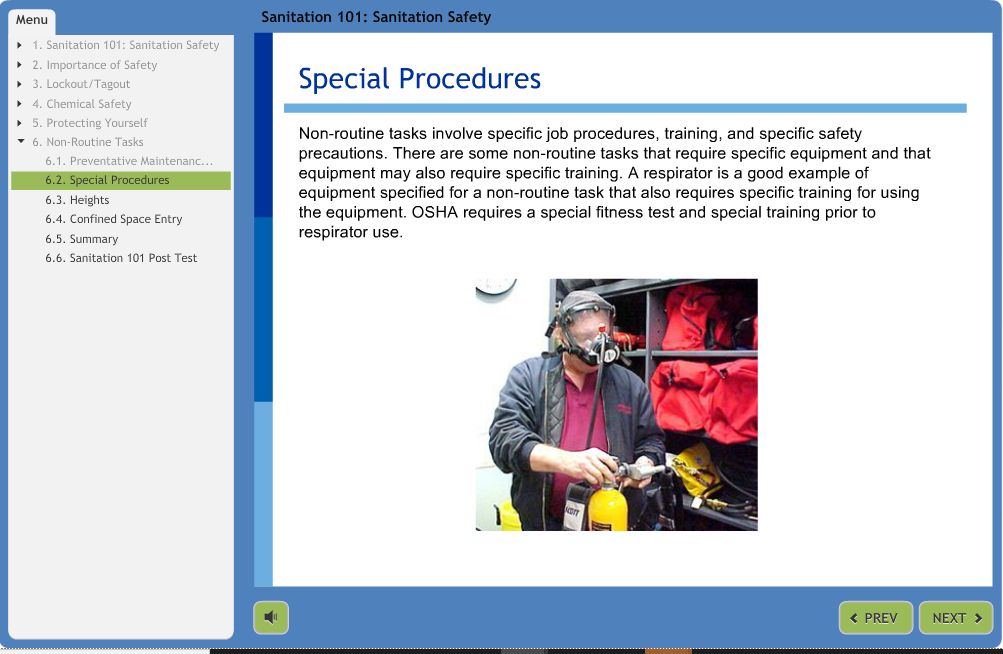 Menu
Sanitation 101: Sanitation Safety
1. Sanitation 101: Sanitation Safety
2. Importance of Safety
3. Lockout/Tagout
4. Chemical Safety
5. Protecting Yourself
6. Non-Routine Tasks
6.1. Preventative Maintenanc...
6.2. Special Procedures
6.3. Heights
6.4. Confined Space Entry
6.5. Summary
6.6. Sanitation 101 Post Test
Special Procedures
Non-routine tasks involve specific job procedures, training, and specific safety
precautions. There are some non-routine tasks that require specific equipment and that
equipment may also require specific training. A respirator is a good example of
equipment specified for a non-routine task that also requires specific training for using
the equipment. OSHA requires a special fitness test and special training prior to
respirator use.
SCOTT
PREV
NEXT